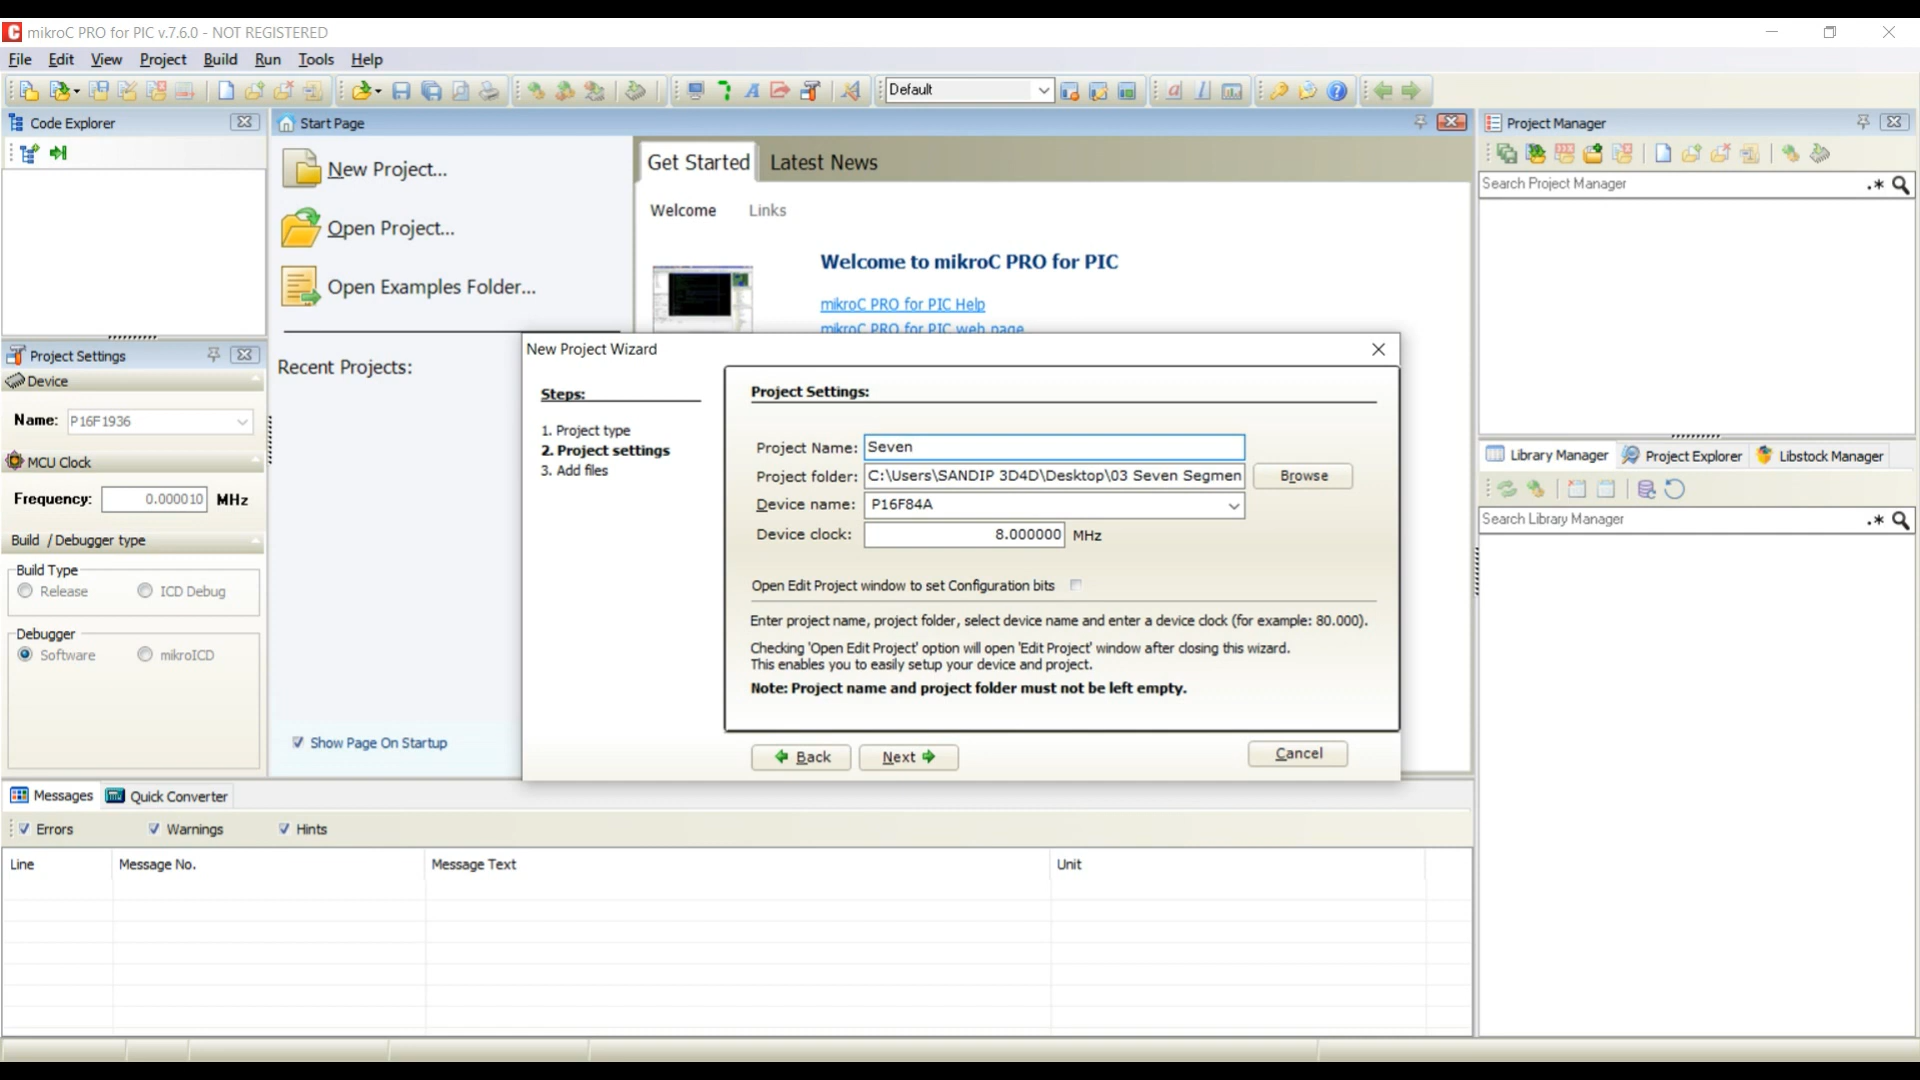 mikroC PRO for PIC v.7.6.0 - NOT REGISTERED
File Edit View Project Build Run Tools Help
Default
Code Explorer
Start Page
Project Manager
New Project...
Get Started Latest News
Search Project Manager
Welcome Links
Open Project...
Welcome to mikroC PRO for PIC
Open Examples Folder...
mikroC PRO for PIC Help
mikroC PRO for PIC web page
Project Settings
Recent Projects:
New Project Wizard
Device
Steps:
Project Settings:
Name: P16F1936
1. Project type
2. Project settings
3. Add files
Project Name: Seven
Project folder: C:\Users\SANDIP 3D4D\Desktop\03 Seven Segmen Browse
Device name: P16F84A
Device clock: 8.000000 MHz
Library Manager Project Explorer Libstock Manager
MCU Clock
Frequency: 0.000010 MHz
Search Library Manager
Build / Debugger type
Build Type
Release ICD Debug
Open Edit Project window to set Configuration bits
Enter project name, project folder, select device name and enter a device clock (for example: 80.000).
Debugger
Software mikroICD
Checking 'Open Edit Project' option will open 'Edit Project' window after closing this wizard.
This enables you to easily setup your device and project.
Note: Project name and project folder must not be left empty.
Show Page On Startup
Back Next Cancel
Messages Quick Converter
Errors Warnings Hints
Line Message No. Message Text Unit